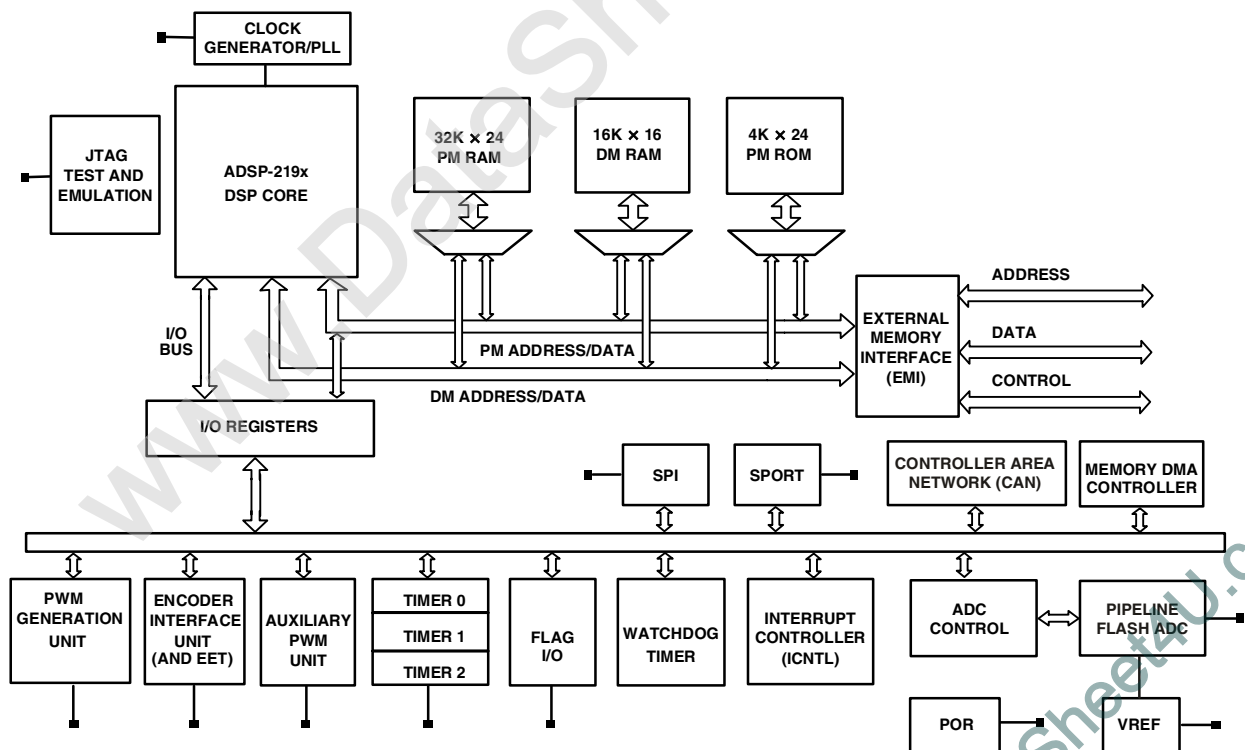 CLOCK
GENERATOR/PLL
JTAG
TEST AND
EMULATION
ADSP-219x
DSP CORE
32K × 24
PM RAM
16K × 16
DM RAM
4K × 24
PM ROM
I/O
BUS
PM ADDRESS/DATA
DM ADDRESS/DATA
EXTERNAL
MEMORY
INTERFACE
(EMI)
ADDRESS
DATA
CONTROL
I/O REGISTERS
SPI
SPORT
CONTROLLER AREA
NETWORK (CAN)
MEMORY DMA
CONTROLLER
PWM
GENERATION
UNIT
ENCODER
INTERFACE
UNIT
(AND EET)
AUXILIARY
PWM
UNIT
TIMER 0
TIMER 1
TIMER 2
FLAG
I/O
WATCHDOG
TIMER
INTERRUPT
CONTROLLER
(ICNTL)
ADC
CONTROL
PIPELINE
FLASH ADC
POR
VREF
www.DataSh
Sheet4U.c